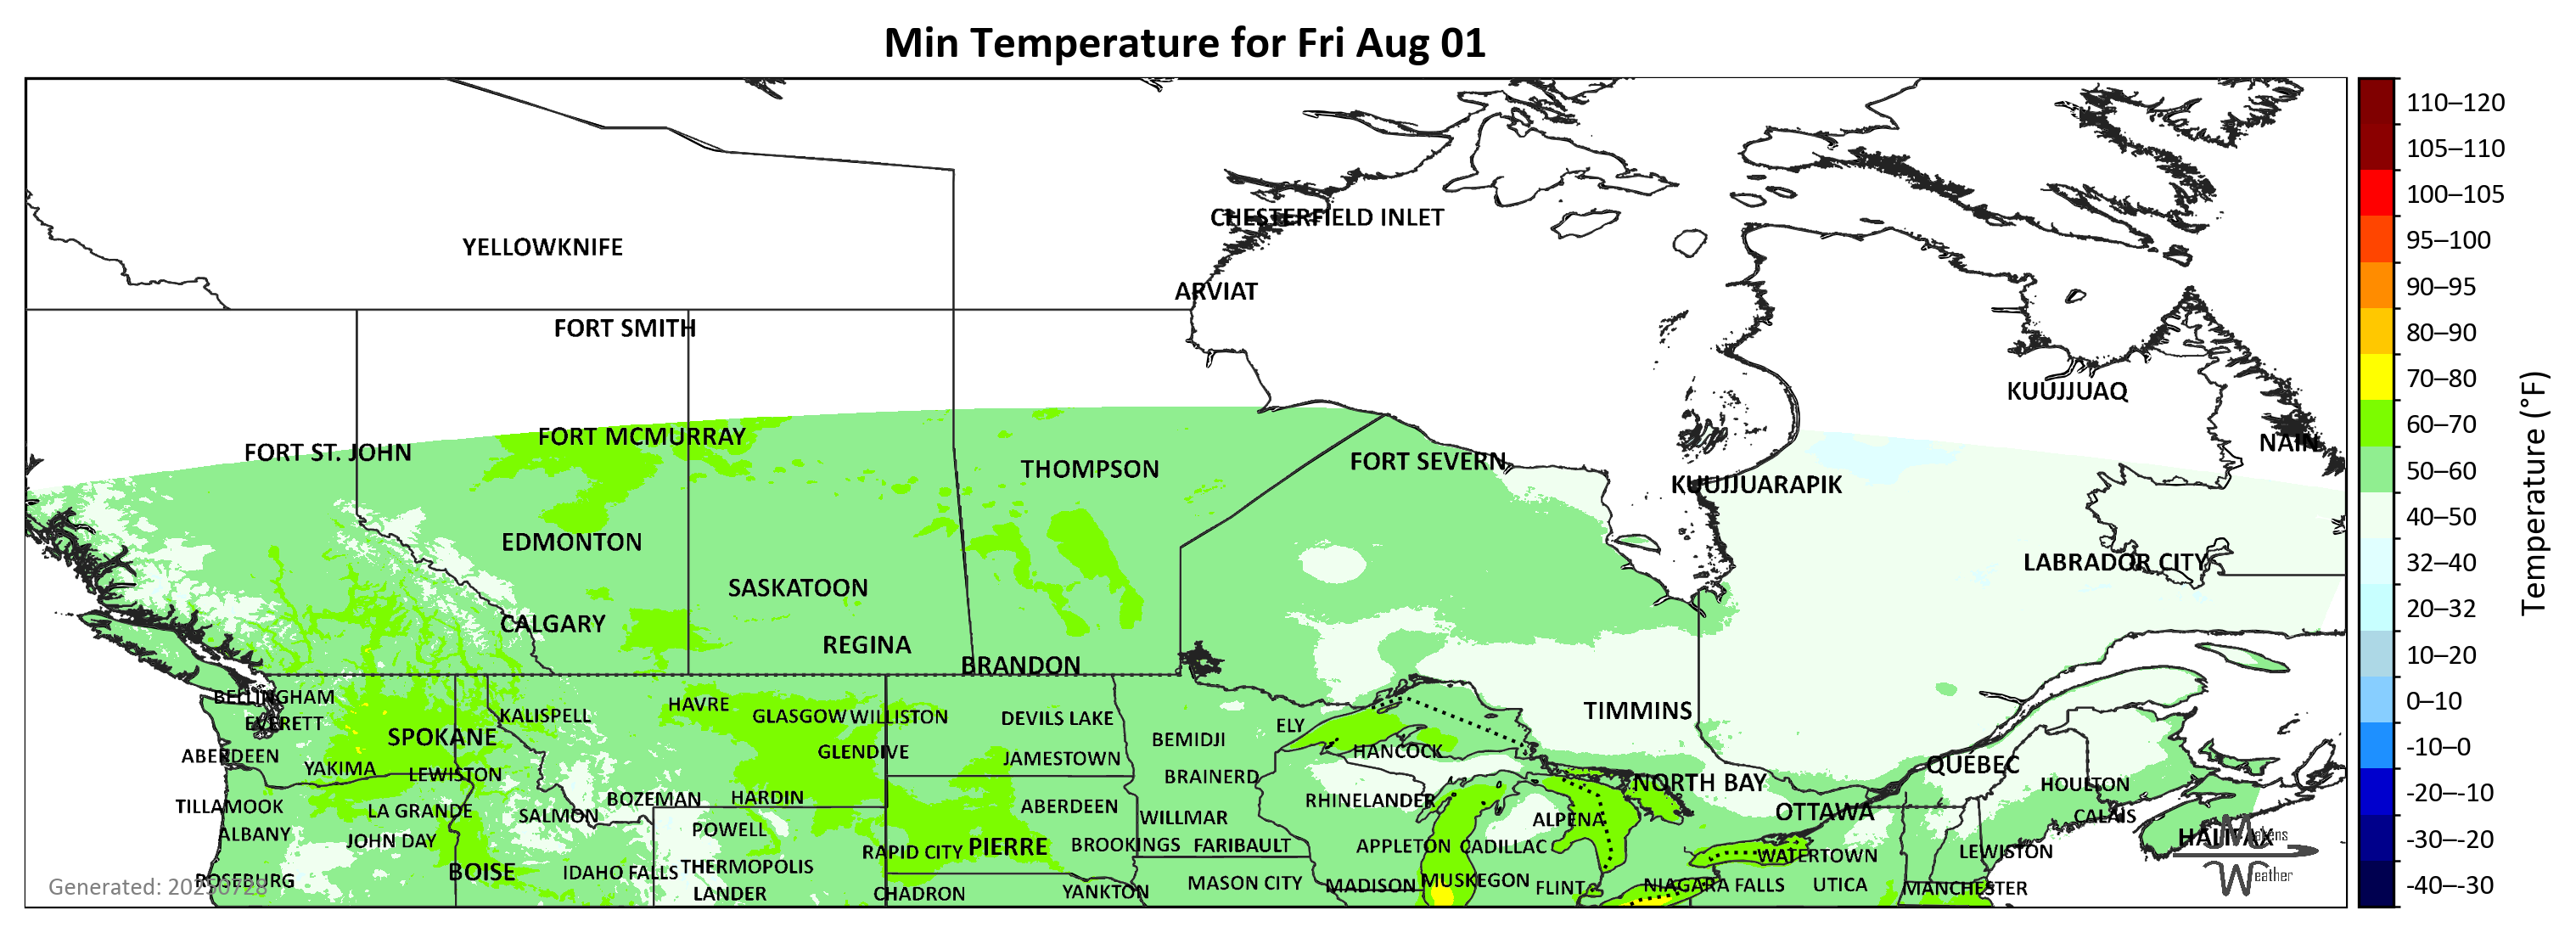 Min Temperature for Fri Aug 01
110–120
105–110
100–105
95–100
90–95
80–90
70–80
60–70
50–60
40–50
32–40
20–32
10–20
0–10
-10–0
-20–-10
-30–-20
-40–-30
Temperature (°F)
CHESTERFIELD INLET
YELLOWKNIFE
ARVIAT
FORT SMITH
KUUJJUAQ
FORT MCMURRAY
NAIN
FORT ST. JOHN
FORT SEVERN
THOMPSON
KUUJJUARAPIK
EDMONTON
LABRADOR CITY
SASKATOON
CALGARY
REGINA
BRANDON
BELLINGHAM
HAVRE
TIMMINS
KALISPELL
GLASGOW
WILLISTON
DEVILS LAKE
EVERETT
ELY
SPOKANE
BEMIDJI
GLENDIVE
HANCOCK
ABERDEEN
JAMESTOWN
QUÉBEC
YAKIMA
LEWISTON
BRAINERD
NORTH BAY
HOULTON
BOZEMAN
HARDIN
RHINELANDER
TILLAMOOK
LA GRANDE
SALMON
ABERDEEN
WILLMAR
ALPENA
OTTAWA
CALAIS
ALBANY
JOHN DAY
POWELL
HALIFAX
Makens
Weather
RAPID CITY
PIERRE
BROOKINGS
FARIBAULT
APPLETON
CADILLAC
WATERTOWN
LEWISTON
BOISE
IDAHO FALLS
THERMOPOLIS
ROSEBURG
Generated: 20250728
LANDER
CHADRON
YANKTON
MASON CITY
MADISON
MUSKEGON
FLINT
NIAGARA FALLS
UTICA
MANCHESTER